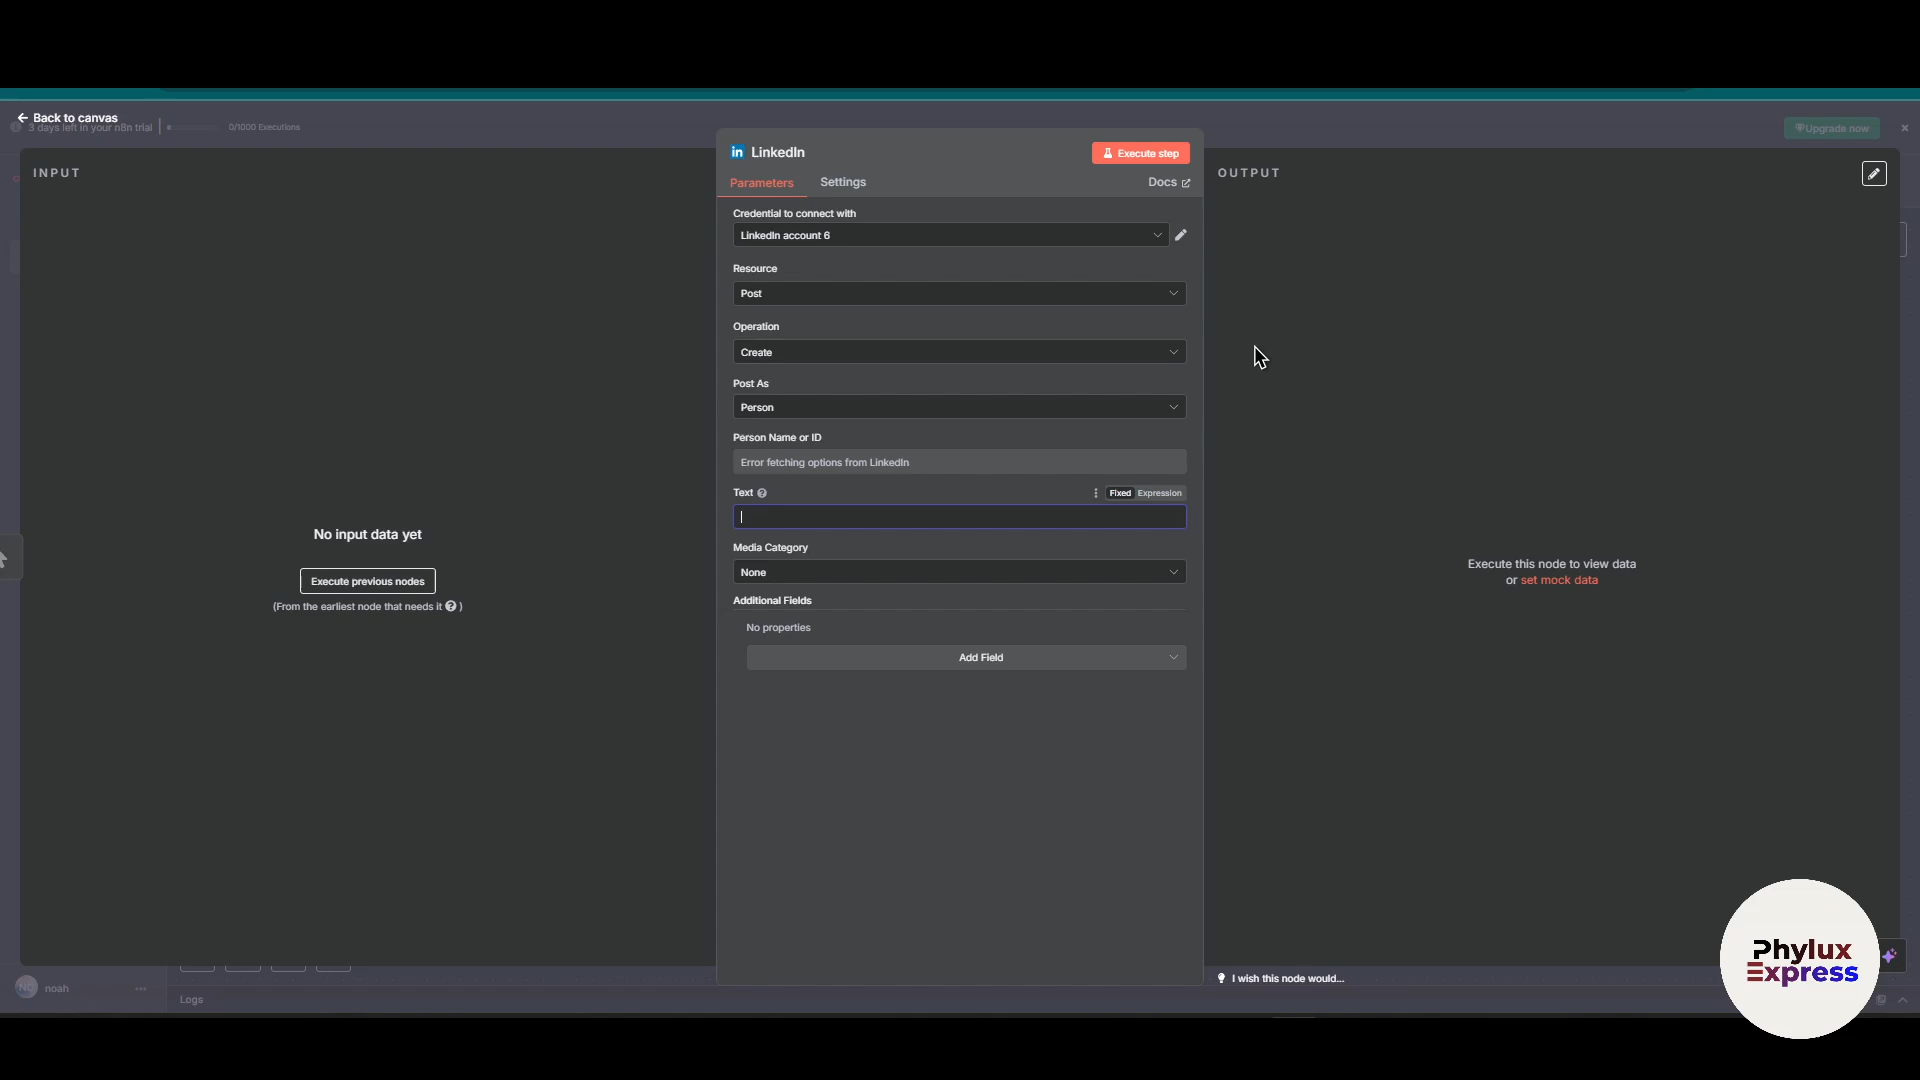 Back to canvas
3 days left in your n8n trial
0/1000 Executions
Upgrade now
INPUT
No input data yet
Execute previous nodes
(From the earliest node that needs it ? )
in LinkedIn
Execute step
Parameters
Settings
Docs
Credential to connect with
LinkedIn account 6
Resource
Post
Operation
Create
Post As
Person
Person Name or ID
Error fetching options from LinkedIn
Text ?
Fixed
Expression
Media Category
None
Additional Fields
No properties
Add Field
OUTPUT
Execute this node to view data
or set mock data
I wish this node would...
noah
Logs
Phylux
Express